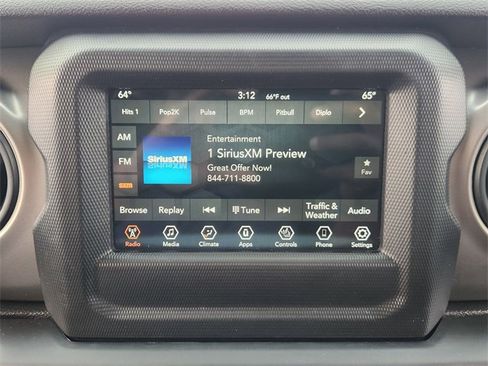 64° 3:12 66°F out 65°
Hits 1 Pop2K Pulse BPM Pitbull Diplo
AM
FM
SXM
SiriusXM
Entertainment
1 SiriusXM Preview
Great Offer Now!
844-711-8800
Fav
Browse Replay Tune Traffic & Weather Audio
Radio Media Climate Apps Controls Phone Settings